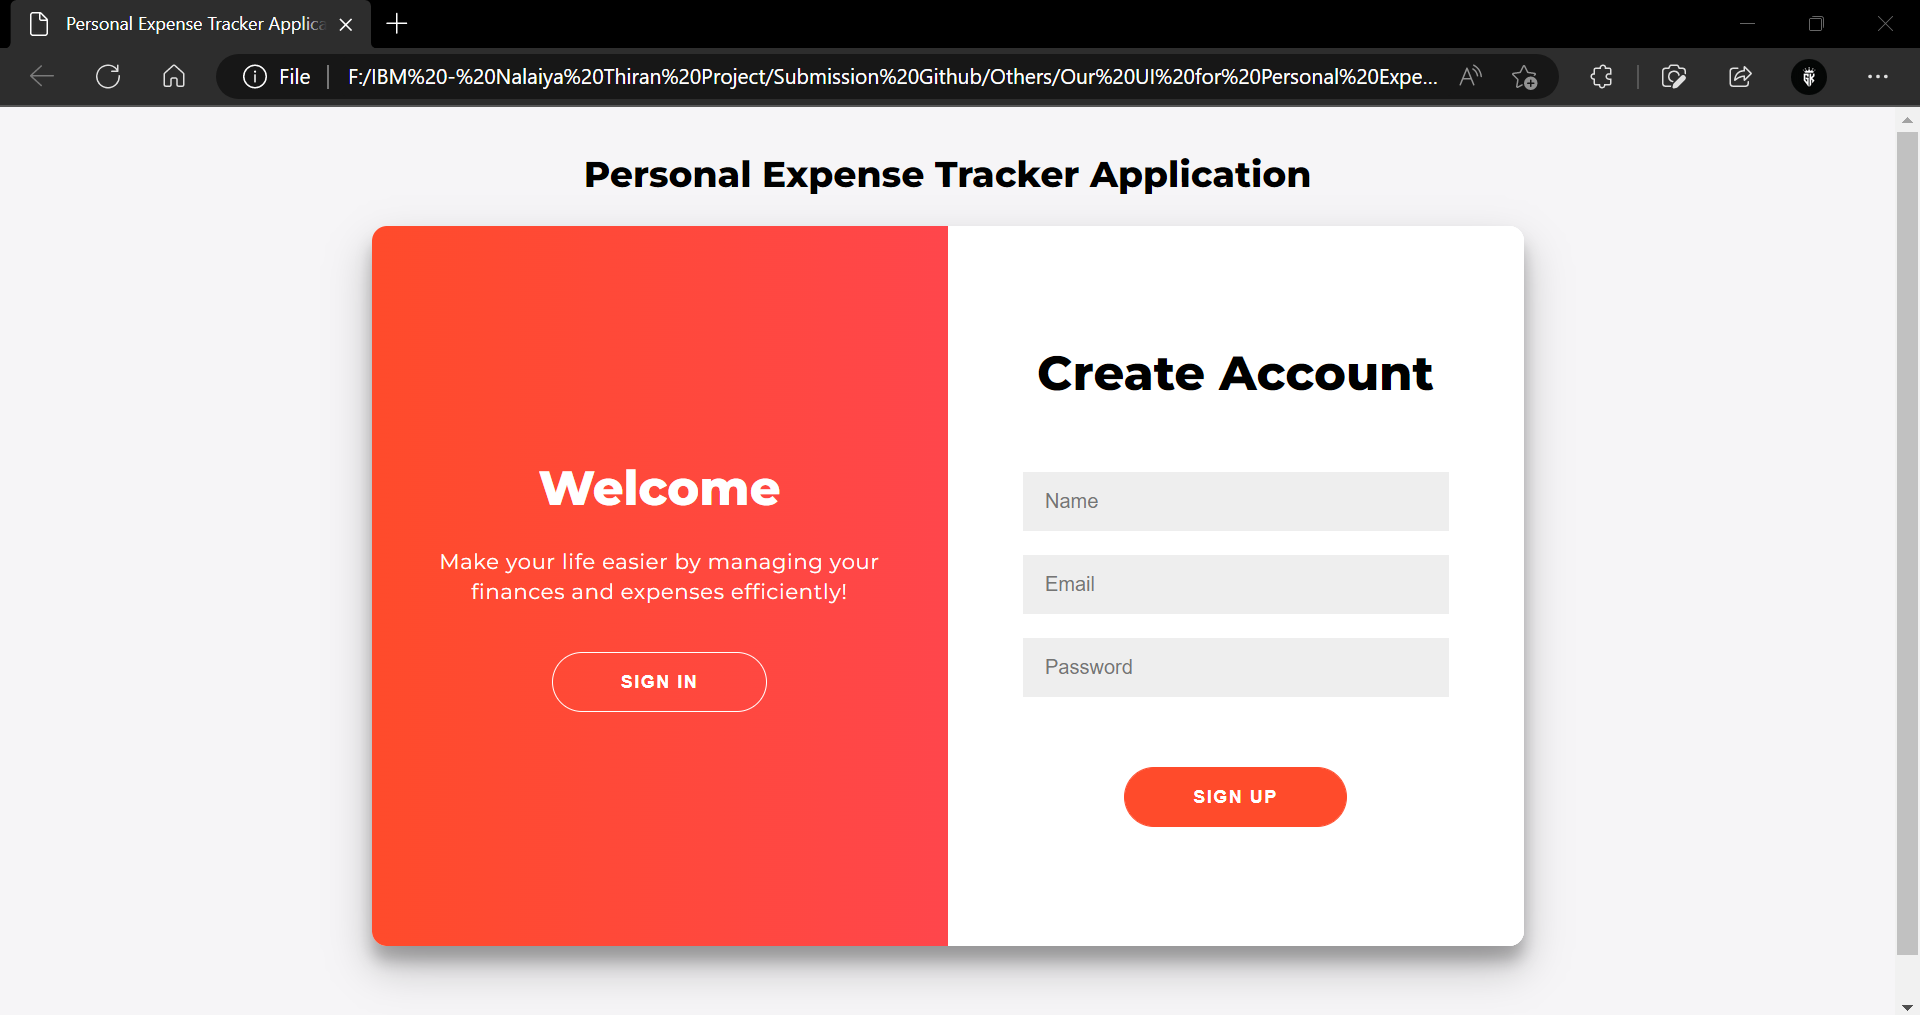 Personal Expense Tracker Applica
File
F:/IBM%20-%20Nalaiya%20Thiran%20Project/Submission%20Github/Others/Our%20UI%20for%20Personal%20Expe...
Personal Expense Tracker Application
Welcome
Make your life easier by managing your
finances and expenses efficiently!
SIGN IN
Create Account
Name
Email
Password
SIGN UP